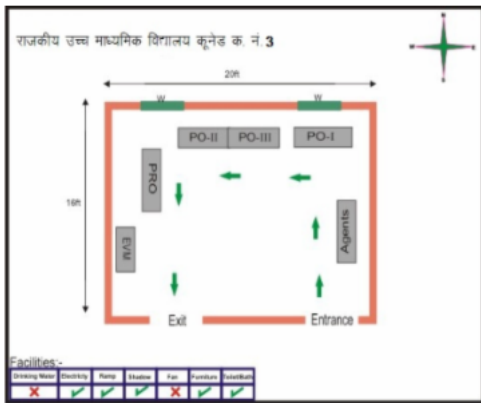 राजकीय उच्च माध्यमिक विद्यालय कूनेड क. नं. 3
20ft
W W
PO-II PO-III PO-I
PRO
16ft
Agents
EVM
Exit Entrance
Facilities:-
Drinking Water Electricity Ramp Shadow Fan Furniture Toilet/Bath